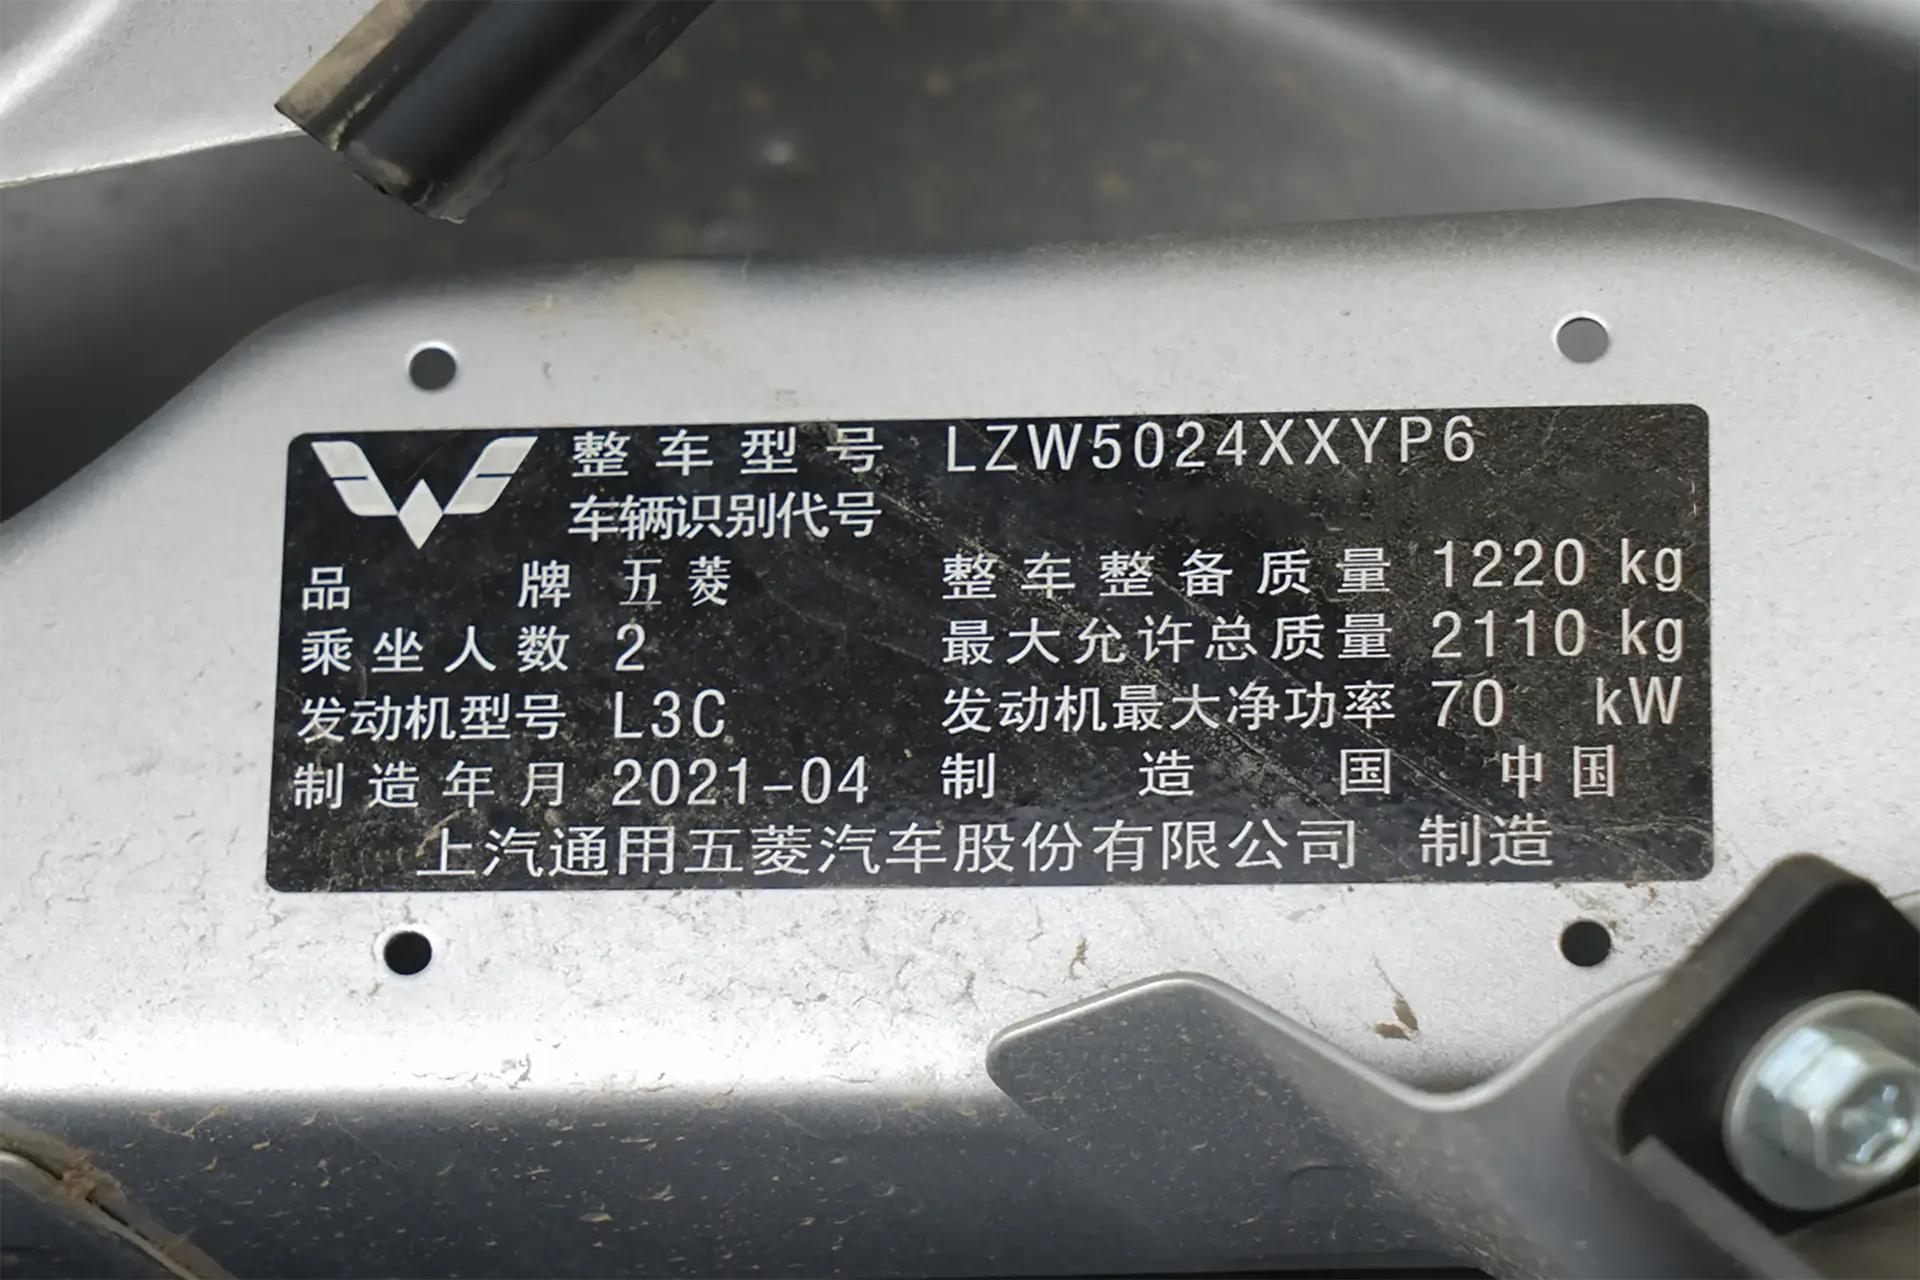 整车型号 LZW5024XXYP6
车辆识别代号
品牌 五菱 整车整备质量 1220 kg
乘坐人数 2 最大允许总质量 2110 kg
发动机型号 L3C 发动机最大净功率 70 kW
制造年月 2021-04 制造国 中国
上汽通用五菱汽车股份有限公司 制造